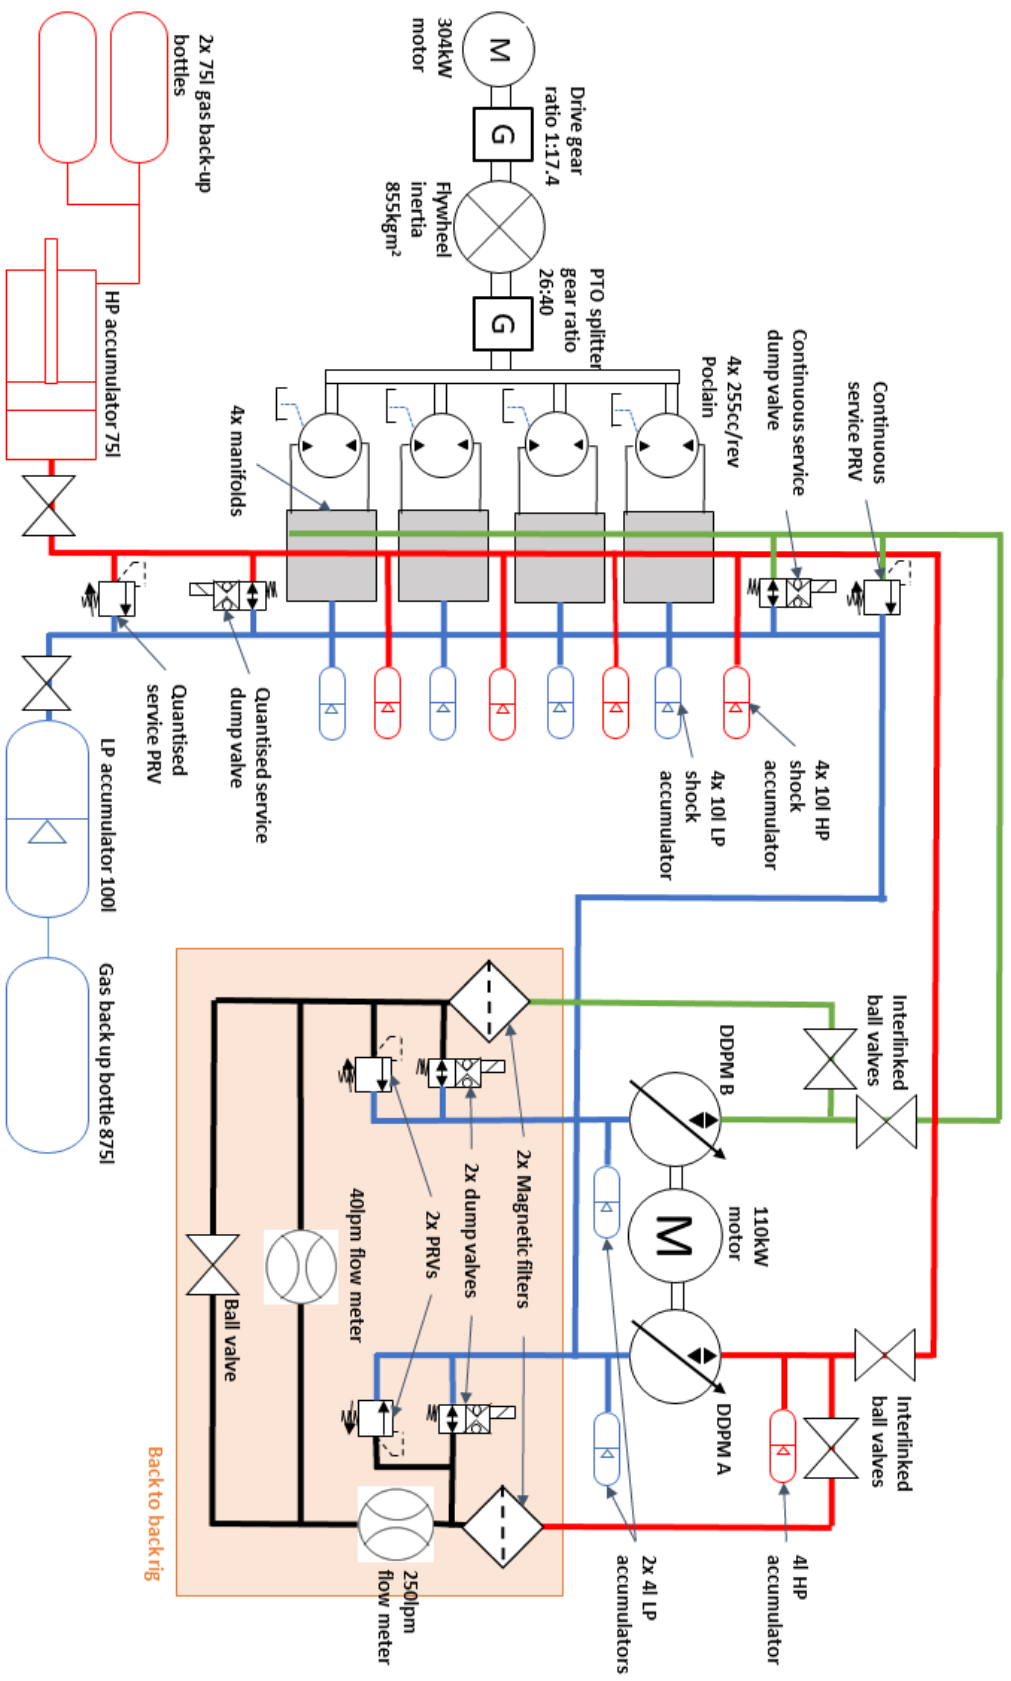 M
304kW
motor
G
Drive gear
ratio 1:17.4
Flywheel
inertia
855kgm²
G
PTO splitter
gear ratio
26:40
4x 255cc/rev
Poclain
4x manifolds
Continuous service
dump valve
Continuous
service PRV
2x 75l gas back-up
bottles
HP accumulator 75l
Quantised
service PRV
Quantised service
dump valve
4x 10l LP
shock
accumulator
4x 10l HP
shock
accumulator
LP accumulator 100l
Gas back up bottle 875l
Interlinked
ball valves
DDPM B
110kW
motor
M
DDPM A
Interlinked
ball valves
2x Magnetic filters
2x dump valves
2x PRVs
40lpm flow meter
Ball valve
250lpm
flow meter
2x 4l LP
accumulators
4l HP
accumulator
Back to back rig